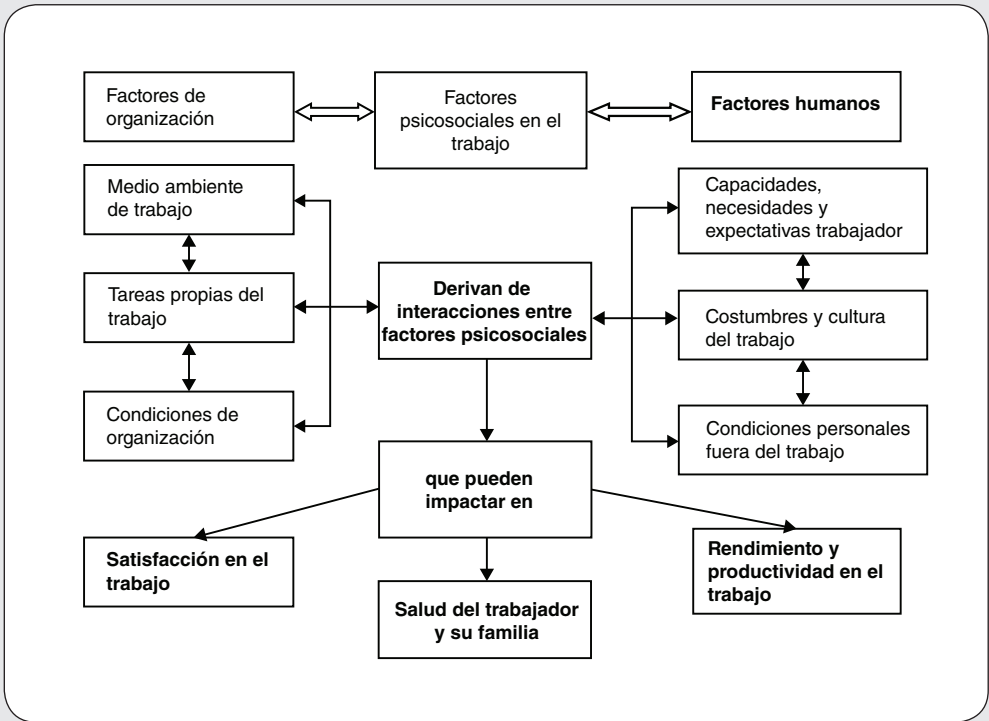 Factores de
organización
Factores
psicosociales en el
trabajo
Factores humanos
Medio ambiente
de trabajo
Tareas propias del
trabajo
Condiciones de
organización
Derivan de
interacciones entre
factores psicosociales
Capacidades,
necesidades y
expectativas trabajador
Costumbres y cultura
del trabajo
Condiciones personales
fuera del trabajo
que pueden
impactar en
Satisfacción en el
trabajo
Salud del trabajador
y su familia
Rendimiento y
productividad en el
trabajo